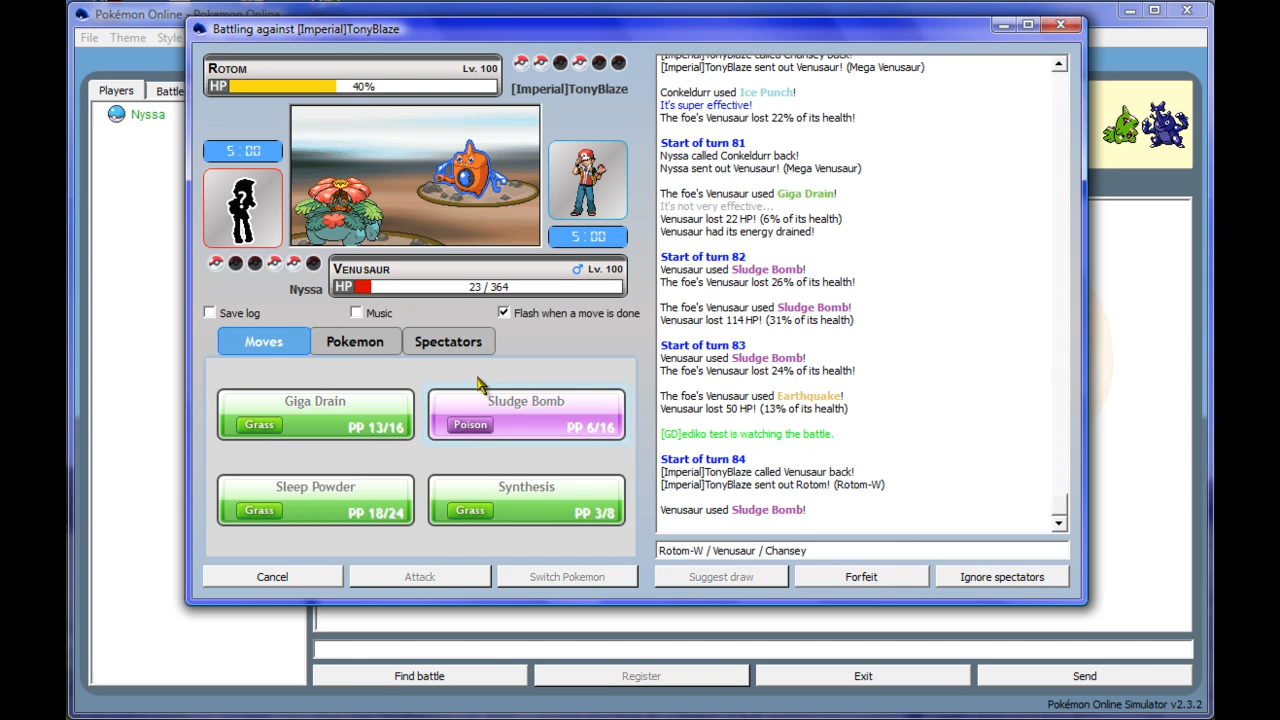 Pokémon Online - Pokemon Online
File Theme Style
Battling against [Imperial]TonyBlaze
Players Battle
Nyssa
ROTOM Lv. 100
HP 40%
[Imperial]TonyBlaze
5:00
?
5:00
VENUSAUR ♂ Lv. 100
HP 23 / 364
Nyssa
Save log Music Flash when a move is done
Moves Pokemon Spectators
Giga Drain
Grass PP 13/16
Sludge Bomb
Poison PP 6/16
Sleep Powder
Grass PP 18/24
Synthesis
Grass PP 3/8
Cancel Attack Switch Pokemon
[Imperial]TonyBlaze called Chansey back!
[Imperial]TonyBlaze sent out Venusaur! (Mega Venusaur)
Conkeldurr used Ice Punch!
It's super effective!
The foe's Venusaur lost 22% of its health!
Start of turn 81
Nyssa called Conkeldurr back!
Nyssa sent out Venusaur! (Mega Venusaur)
The foe's Venusaur used Giga Drain!
It's not very effective...
Venusaur lost 22 HP! (6% of its health)
Venusaur had its energy drained!
Start of turn 82
Venusaur used Sludge Bomb!
The foe's Venusaur lost 26% of its health!
The foe's Venusaur used Sludge Bomb!
Venusaur lost 114 HP! (31% of its health)
Start of turn 83
Venusaur used Sludge Bomb!
The foe's Venusaur lost 24% of its health!
The foe's Venusaur used Earthquake!
Venusaur lost 50 HP! (13% of its health)
[GD]ediko test is watching the battle.
Start of turn 84
[Imperial]TonyBlaze called Venusaur back!
[Imperial]TonyBlaze sent out Rotom! (Rotom-W)
Venusaur used Sludge Bomb!
Rotom-W / Venusaur / Chansey
Suggest draw Forfeit Ignore spectators
Find battle Register Exit Send
Pokémon Online Simulator v2.3.2